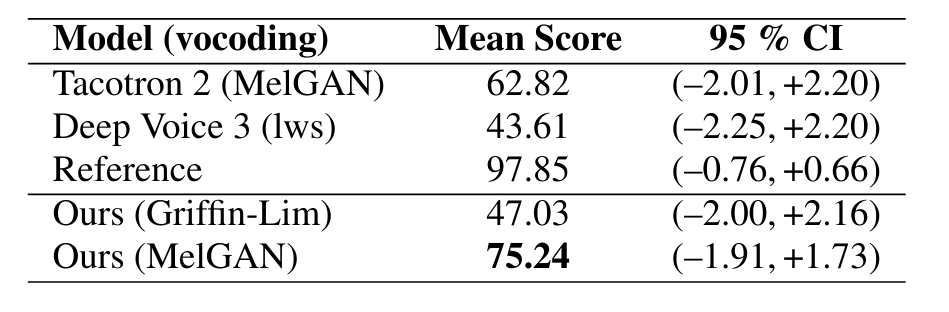 Model (vocoding) Mean Score 95 % CI
Tacotron 2 (MelGAN) 62.82 (–2.01, +2.20)
Deep Voice 3 (lws) 43.61 (–2.25, +2.20)
Reference 97.85 (–0.76, +0.66)
Ours (Griffin-Lim) 47.03 (–2.00, +2.16)
Ours (MelGAN) 75.24 (–1.91, +1.73)